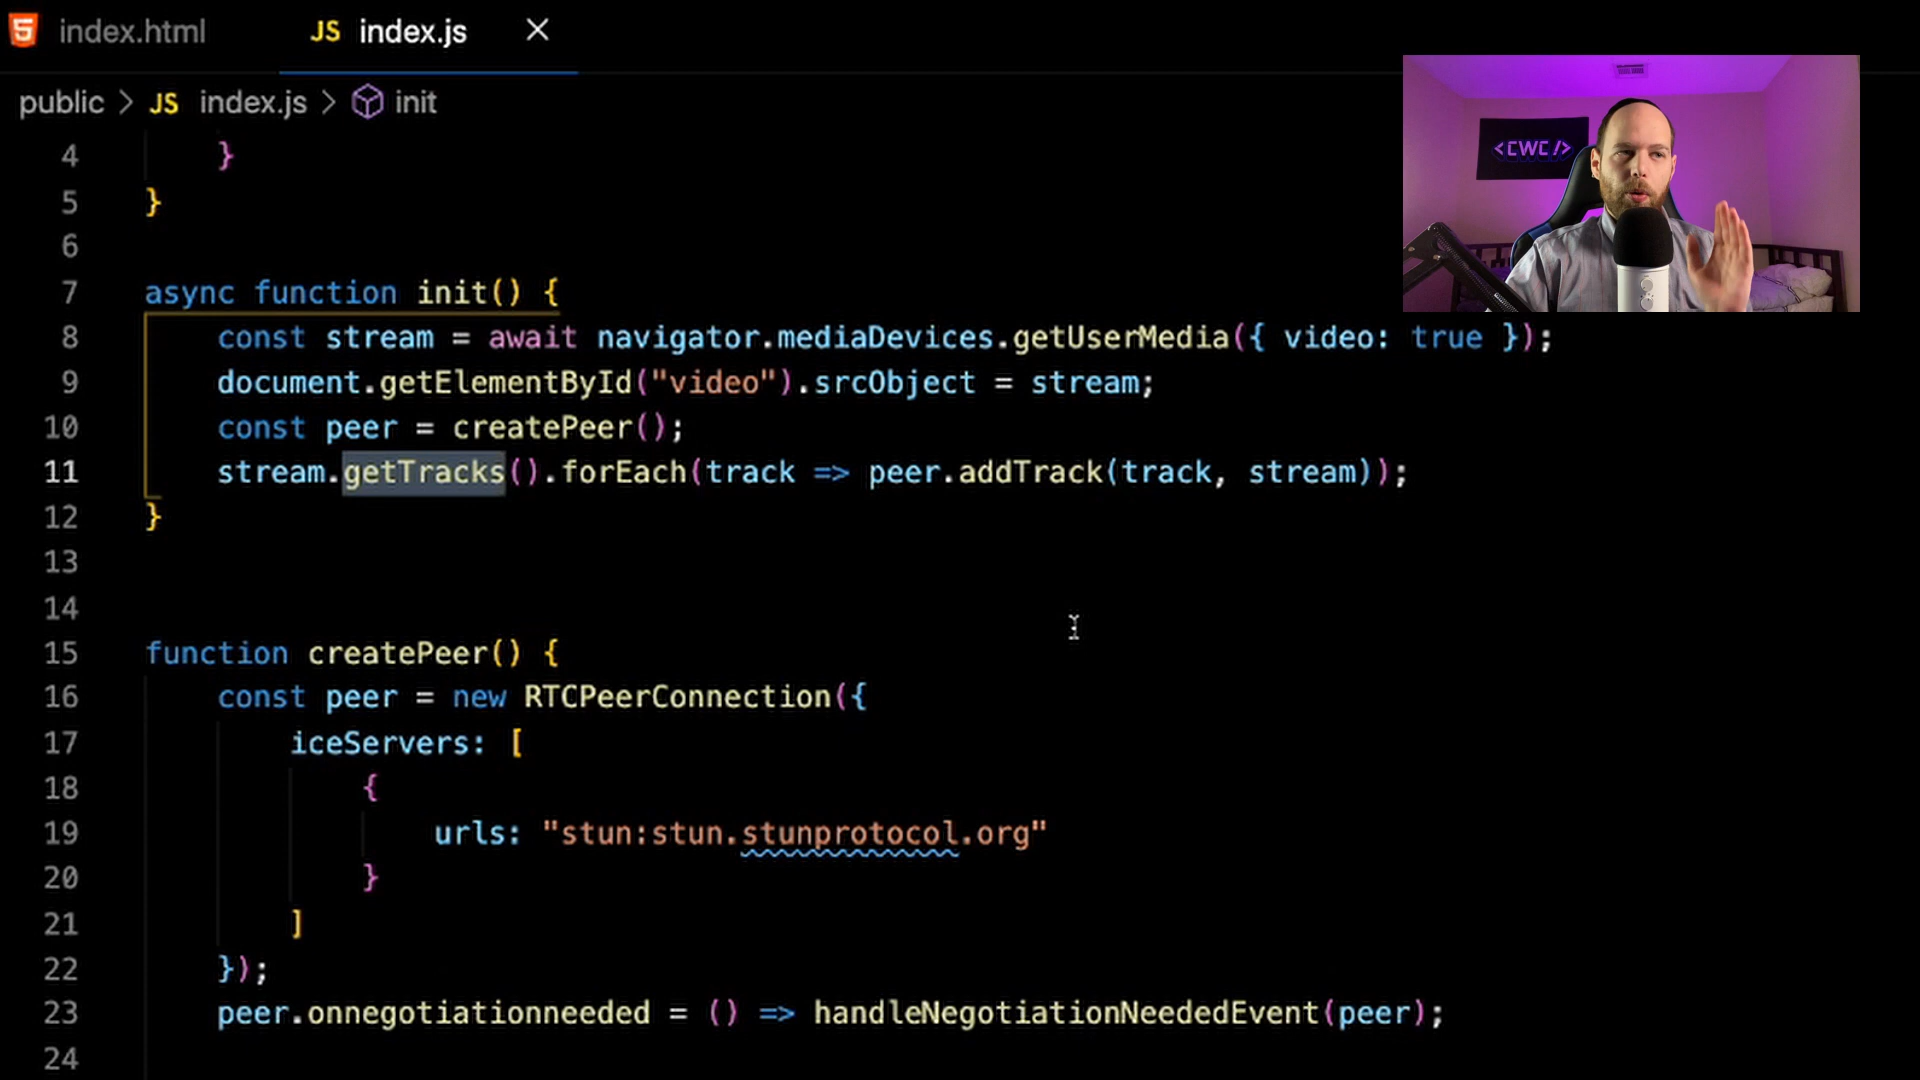 index.html
JS index.js ×
public > JS index.js > init
<CWC/>
4 }
5 }
6
7 async function init() {
8 const stream = await navigator.mediaDevices.getUserMedia({ video: true });
9 document.getElementById("video").srcObject = stream;
10 const peer = createPeer();
11 stream.getTracks().forEach(track => peer.addTrack(track, stream));
12 }
13
14
15 function createPeer() {
16 const peer = new RTCPeerConnection({
17 iceServers: [
18 {
19 urls: "stun:stun.stunprotocol.org"
20 }
21 ]
22 });
23 peer.onnegotiationneeded = () => handleNegotiationNeededEvent(peer);
24